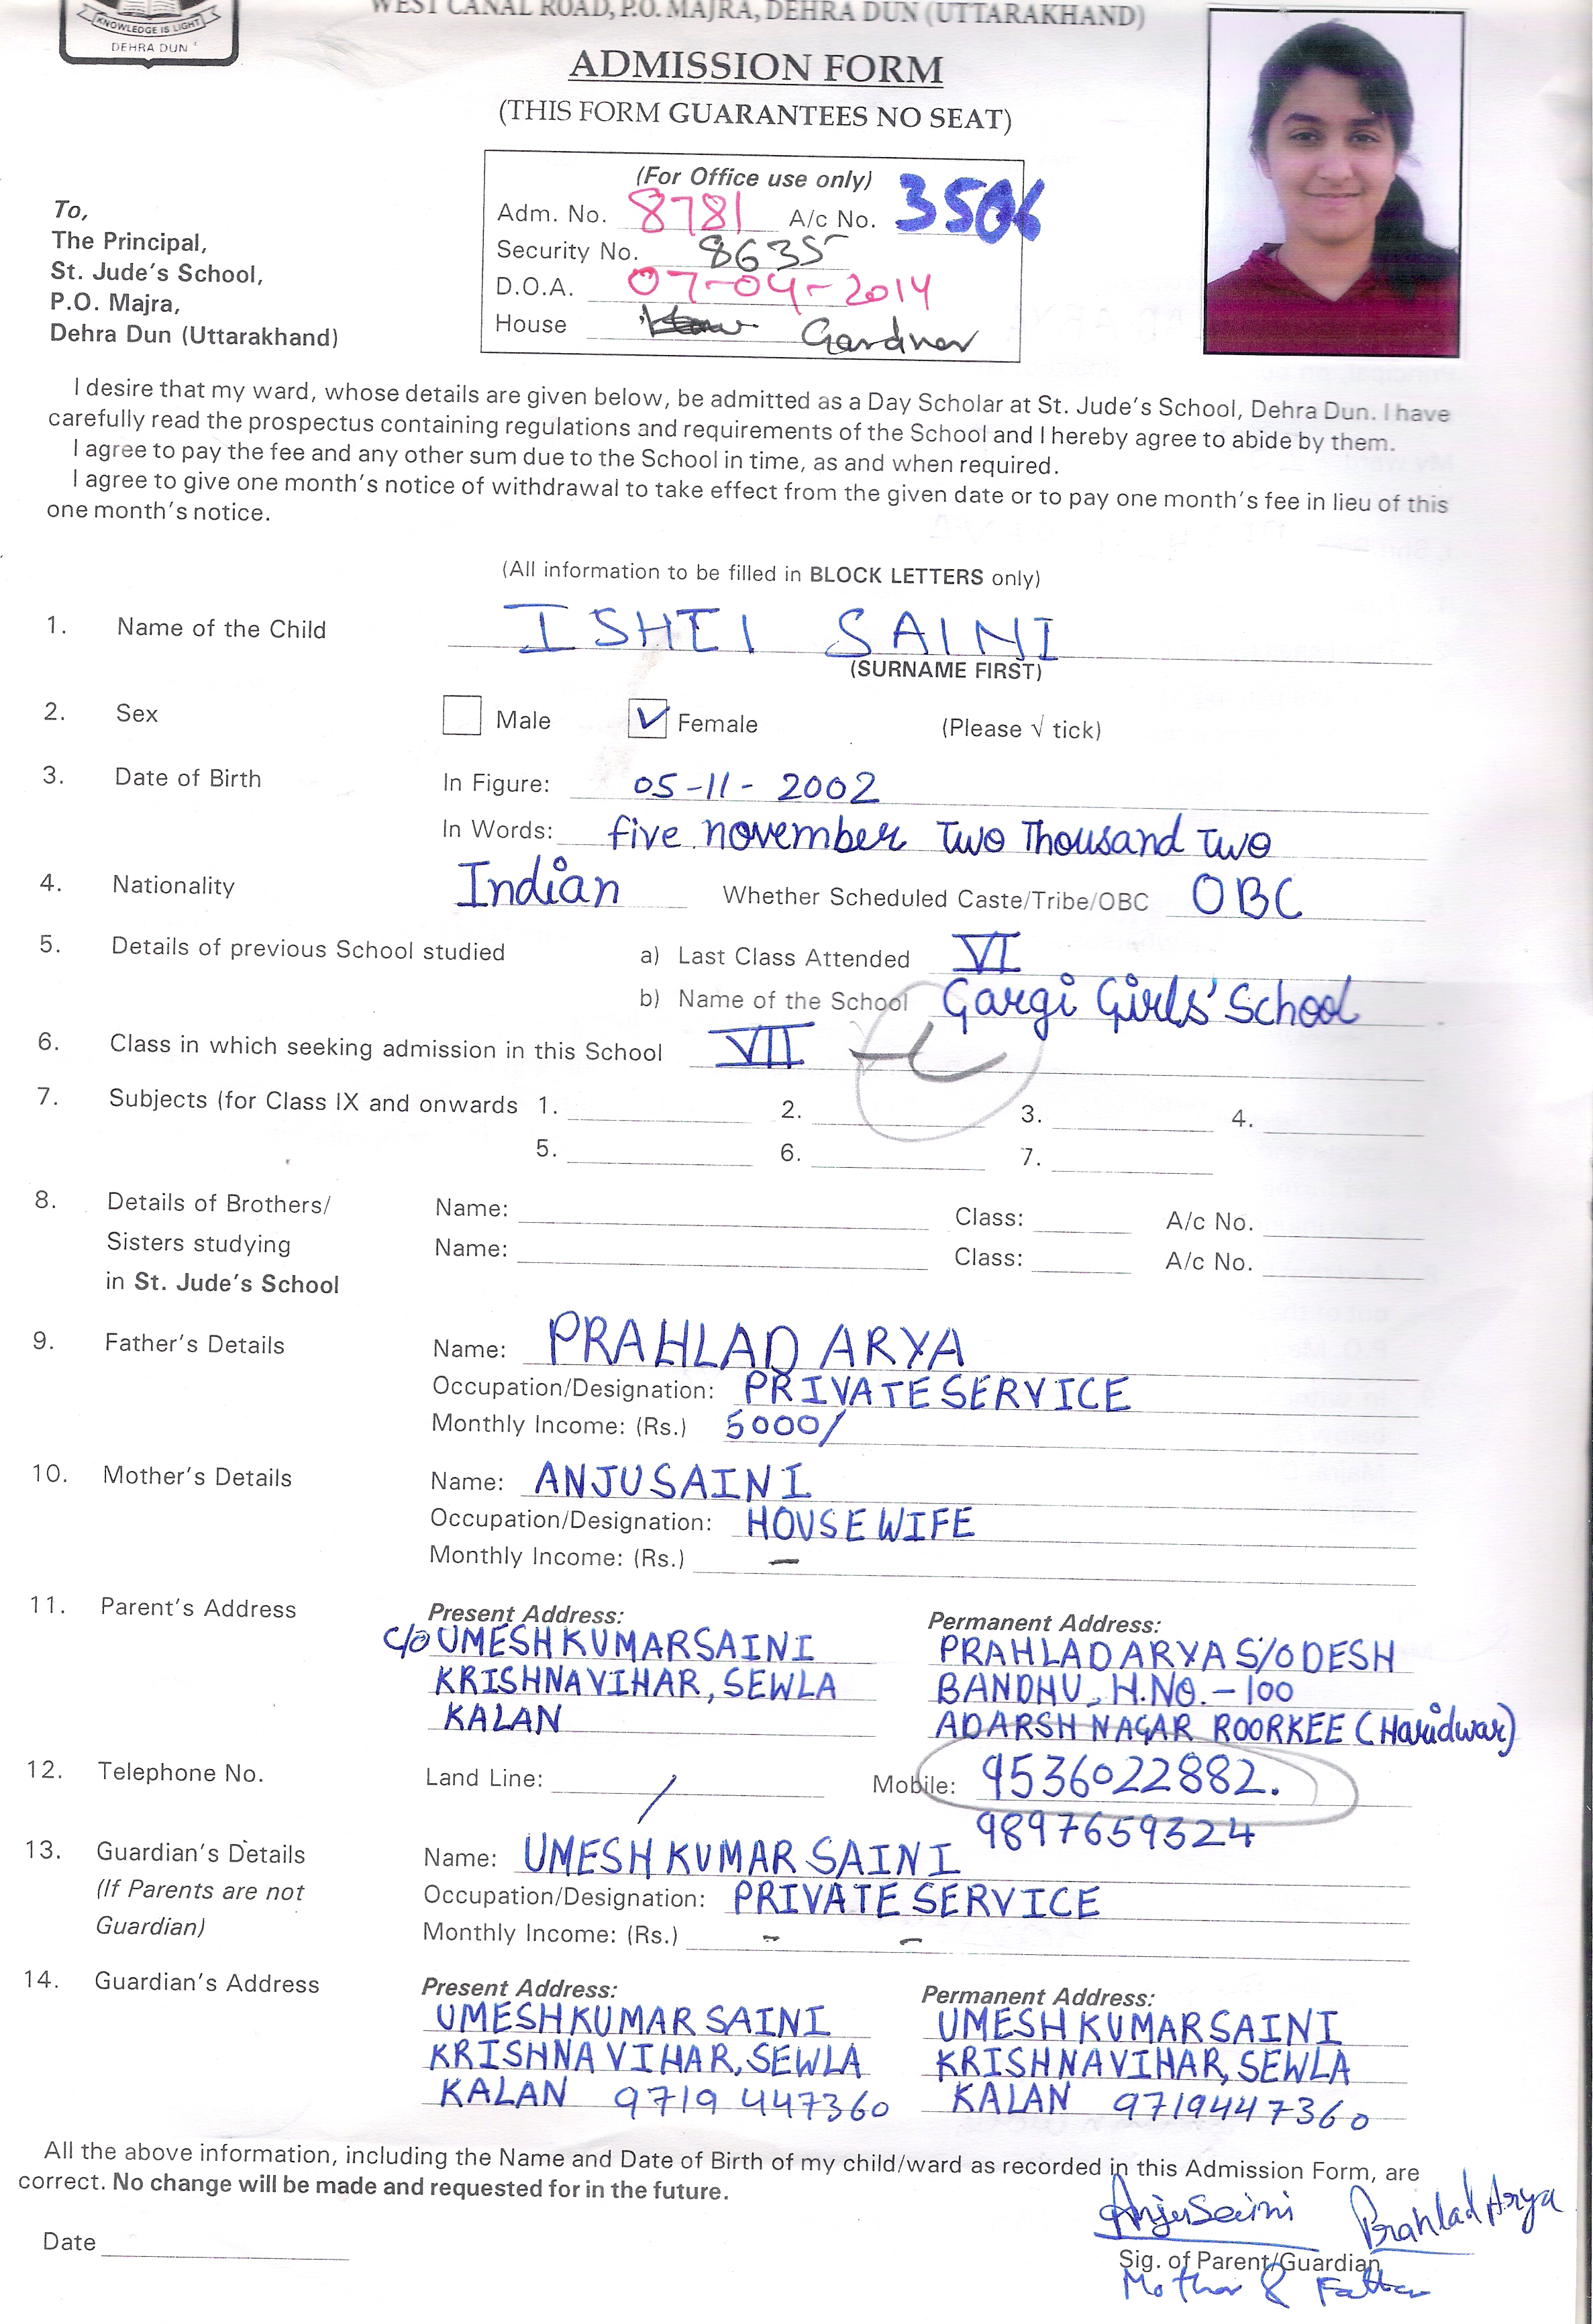 KNOWLEDGE IS LIGHT
DEHRA DUN
WEST CANAL ROAD, P.O. MAJRA, DEHRA DUN (UTTARAKHAND)
ADMISSION FORM
(THIS FORM GUARANTEES NO SEAT)
(For Office use only)
Adm. No. 8781 A/c No. 3506
Security No. 8635
D.O.A. 07-04-2014
House Gardner
To,
The Principal,
St. Jude's School,
P.O. Majra,
Dehra Dun (Uttarakhand)
I desire that my ward, whose details are given below, be admitted as a Day Scholar at St. Jude's School, Dehra Dun. I have
carefully read the prospectus containing regulations and requirements of the School and I hereby agree to abide by them.
I agree to pay the fee and any other sum due to the School in time, as and when required.
I agree to give one month's notice of withdrawal to take effect from the given date or to pay one month's fee in lieu of this
one month's notice.
(All information to be filled in BLOCK LETTERS only)
1. Name of the Child ISHI SAINI
(SURNAME FIRST)
2. Sex Male Female (Please √ tick)
3. Date of Birth In Figure: 05-11-2002
In Words: five november Two Thousand Two
4. Nationality Indian Whether Scheduled Caste/Tribe/OBC OBC
5. Details of previous School studied a) Last Class Attended VI
b) Name of the School Gargi Girls' School
6. Class in which seeking admission in this School VII
7. Subjects (for Class IX and onwards 1. 2. 3. 4.
5. 6. 7.
8. Details of Brothers/ Name: Class: A/c No.
Sisters studying Name: Class: A/c No.
in St. Jude's School
9. Father's Details Name: PRAHLAD ARYA
Occupation/Designation: PRIVATE SERVICE
Monthly Income: (Rs.) 5000/
10. Mother's Details Name: ANJU SAINI
Occupation/Designation: HOUSE WIFE
Monthly Income: (Rs.) –
11. Parent's Address Present Address: Permanent Address:
C/O UMESH KUMAR SAINI PRAHLAD ARYA S/O DESH
KRISHNA VIHAR, SEWLA BANDHU, H.NO.-100
KALAN ADARSH NAGAR ROORKEE (Haridwar)
12. Telephone No. Land Line: / Mobile: 9536022882.
9897659324
13. Guardian's Details Name: UMESH KUMAR SAINI
(If Parents are not Occupation/Designation: PRIVATE SERVICE
Guardian) Monthly Income: (Rs.) - -
14. Guardian's Address Present Address: Permanent Address:
UMESH KUMAR SAINI UMESH KUMAR SAINI
KRISHNA VIHAR, SEWLA KRISHNA VIHAR, SEWLA
KALAN 9719 447360 KALAN 9719447360
All the above information, including the Name and Date of Birth of my child/ward as recorded in this Admission Form, are
correct. No change will be made and requested for in the future.
Anju Saini Prahlad Arya
Date Sig. of Parent/Guardian
Mother & Father